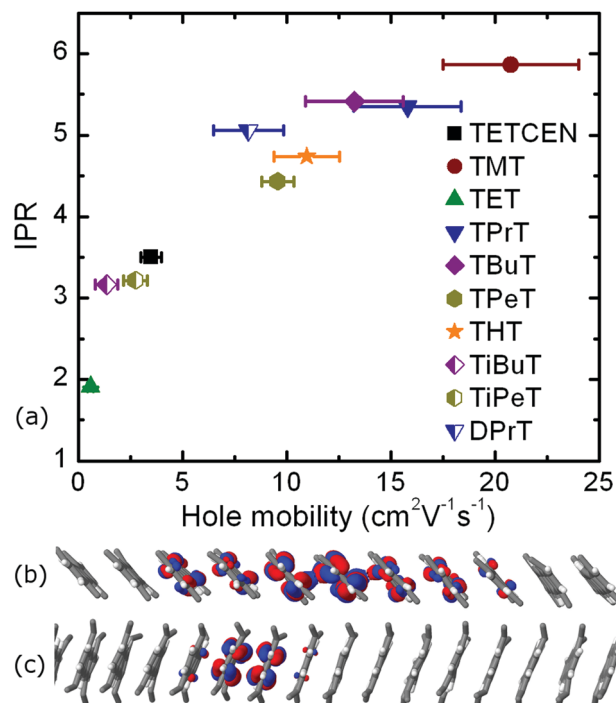 6
5
4
3
2
1
IPR
TETCEN
TMT
TET
TPrT
TBuT
TPeT
THT
TiBuT
TiPeT
DPrT
(a)
0 5 10 15 20 25
Hole mobility (cm²V⁻¹s⁻¹)
(b)
(c)